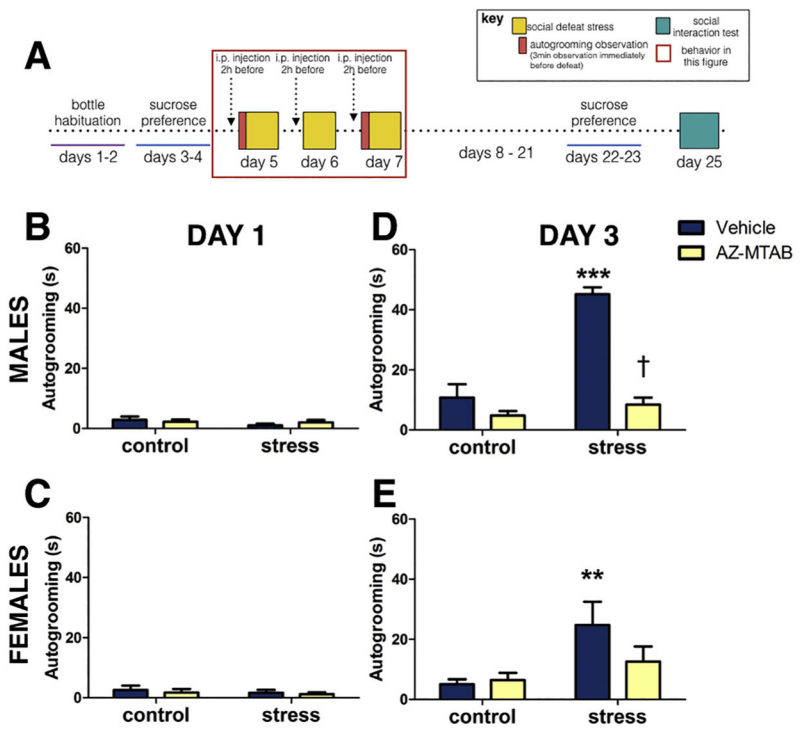 A
key
social defeat stress
autogrooming observation
(3min observation immediately
before defeat)
social
interaction test
behavior in
this figure
i.p. injection
2h before
i.p. injection
2h before
i.p. injection
2h before
bottle
habituation
sucrose
preference
sucrose
preference
days 1-2
days 3-4
day 5
day 6
day 7
days 8 - 21
days 22-23
day 25
B
DAY 1
D
DAY 3
Vehicle
AZ-MTAB
MALES
Autogrooming (s)
60
40
20
0
control
stress
Autogrooming (s)
60
40
20
0
***
†
control
stress
C
E
FEMALES
Autogrooming (s)
60
40
20
0
control
stress
Autogrooming (s)
60
40
20
0
**
control
stress